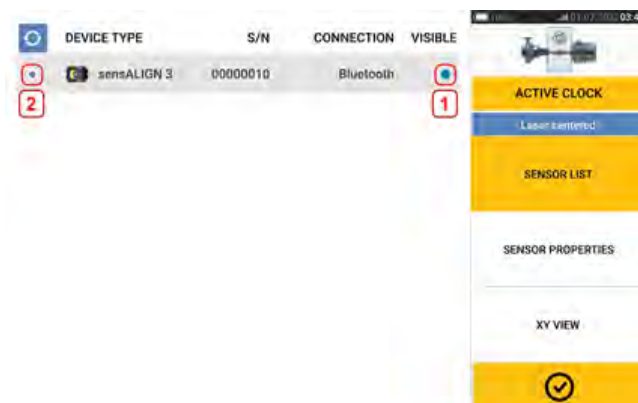 DEVICE TYPE S/N CONNECTION VISIBLE
sensALIGN 3 00000010 Bluetooth
2
1
ACTIVE CLOCK
Laser centered
SENSOR LIST
SENSOR PROPERTIES
XY VIEW